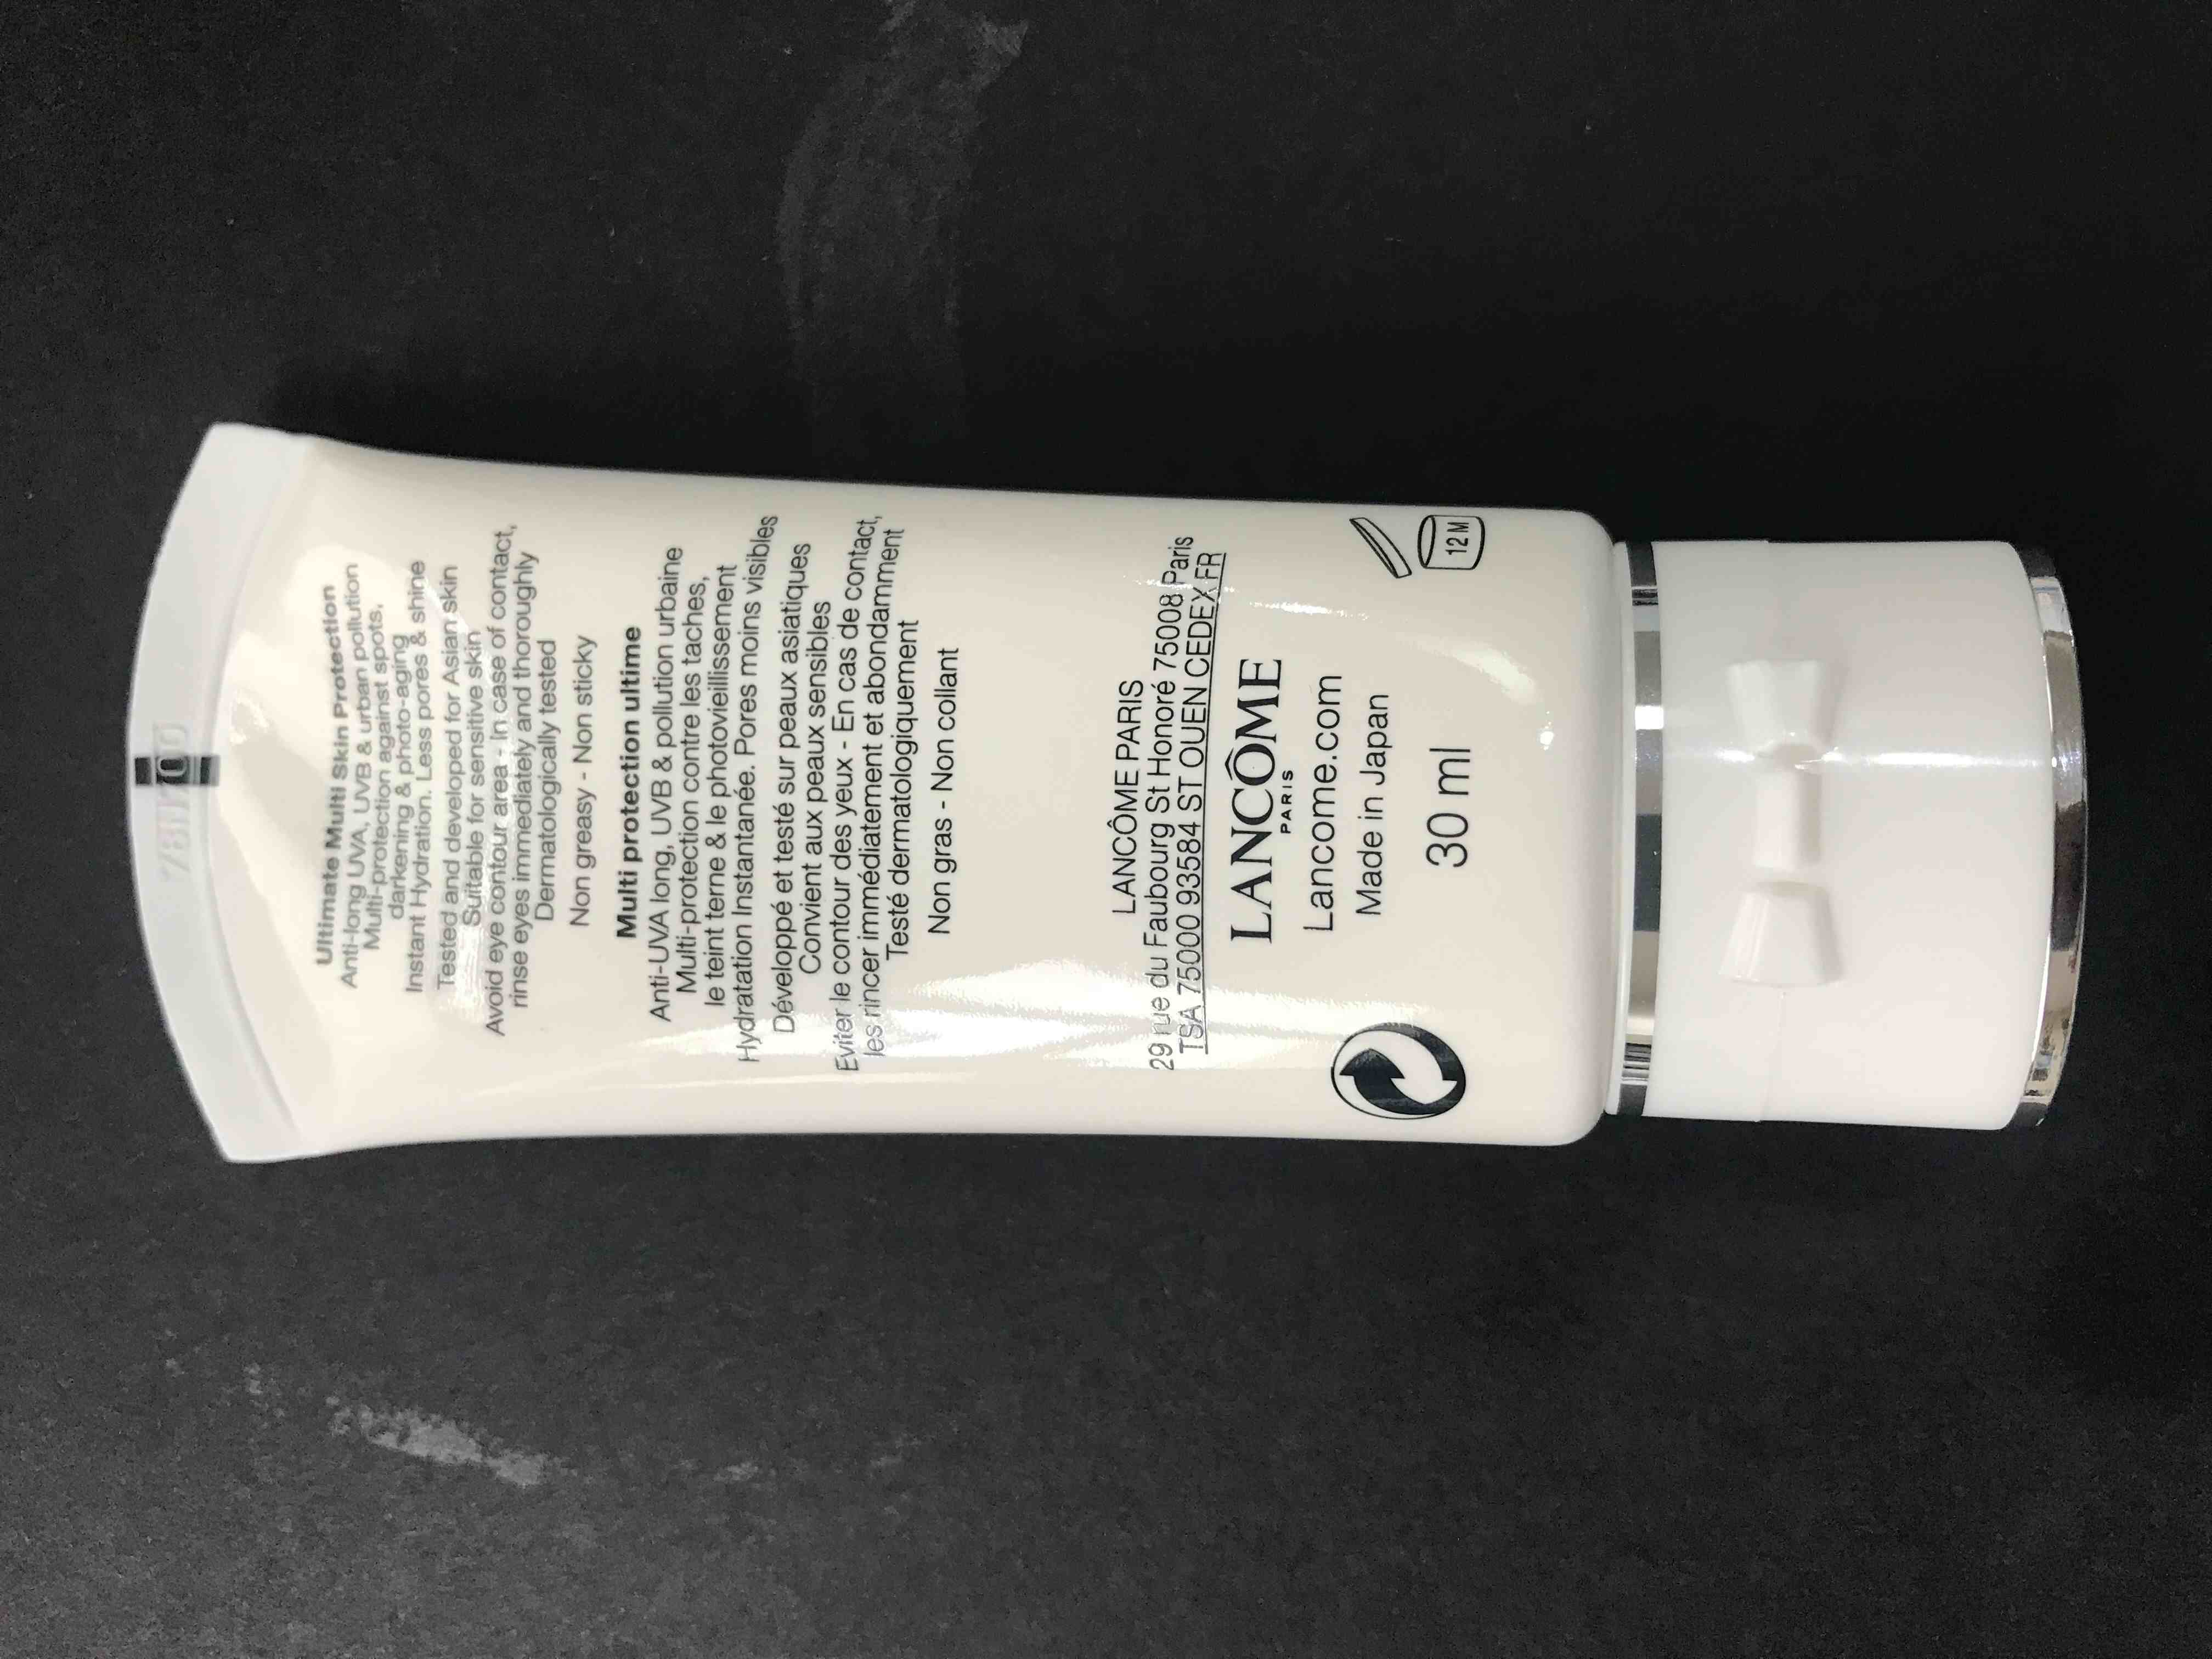 Ultimate Multi Skin Protection
Anti-long UVA, UVB & urban pollution
Multi-protection against spots,
darkening & photo-aging
Instant Hydration. Less pores & shine
Tested and developed for Asian skin
Suitable for sensitive skin
Avoid eye contour area - In case of contact,
rinse eyes immediately and thoroughly
Dermatologically tested
Non greasy - Non sticky
Multi protection ultime
Anti-UVA long, UVB & pollution urbaine
Multi-protection contre les taches,
le teint terne & le photovieillissement
Hydratation Instantanée. Pores moins visibles
Développé et testé sur peaux asiatiques
Convient aux peaux sensibles
Eviter le contour des yeux - En cas de contact,
les rincer immédiatement et abondamment
Testé dermatologiquement
Non gras - Non collant
LANCÔME PARIS
29 rue du Faubourg St Honoré 75008 Paris
TSA 75000 93584 ST OUEN CEDEX FR
LANCÔME
PARIS
Lancome.com
Made in Japan
30 ml
12 M